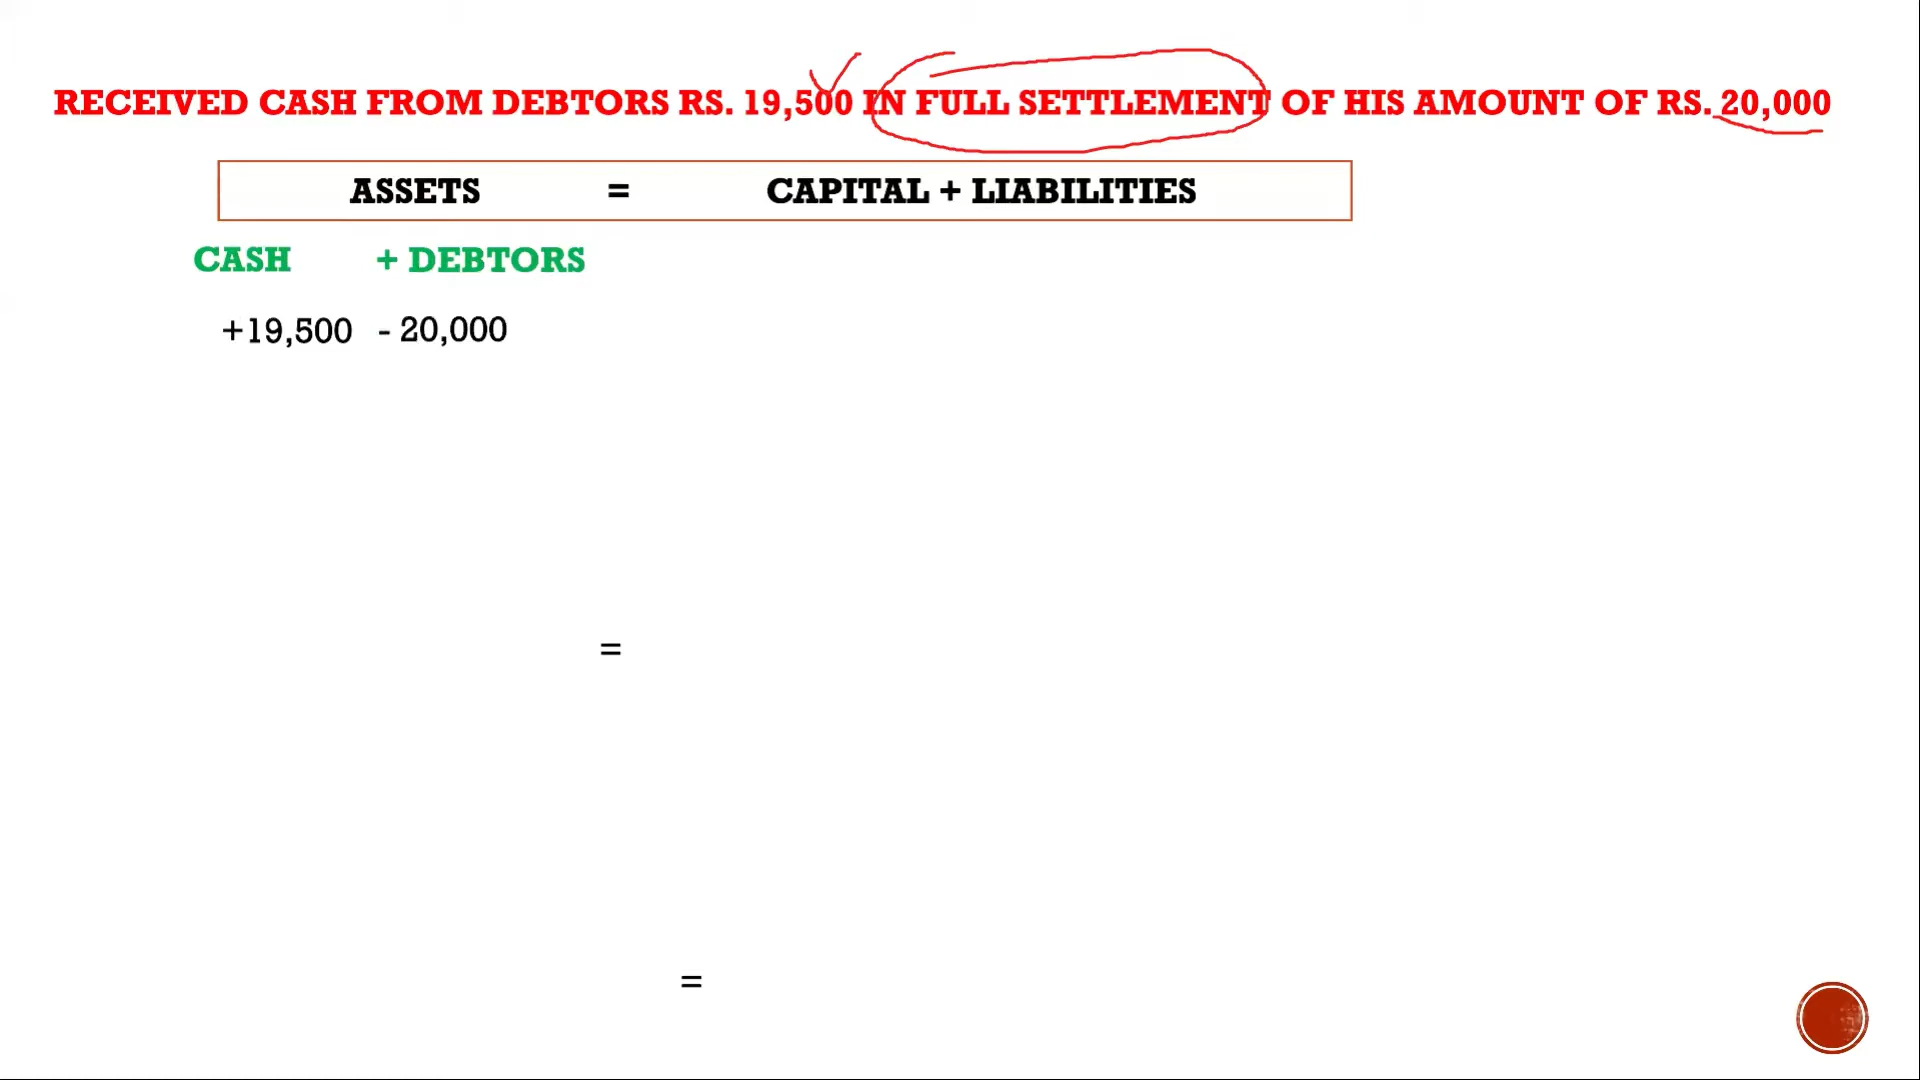 RECEIVED CASH FROM DEBTORS RS. 19,500 IN FULL SETTLEMENT OF HIS AMOUNT OF RS. 20,000
ASSETS = CAPITAL + LIABILITIES
CASH + DEBTORS
+19,500 - 20,000
=
=